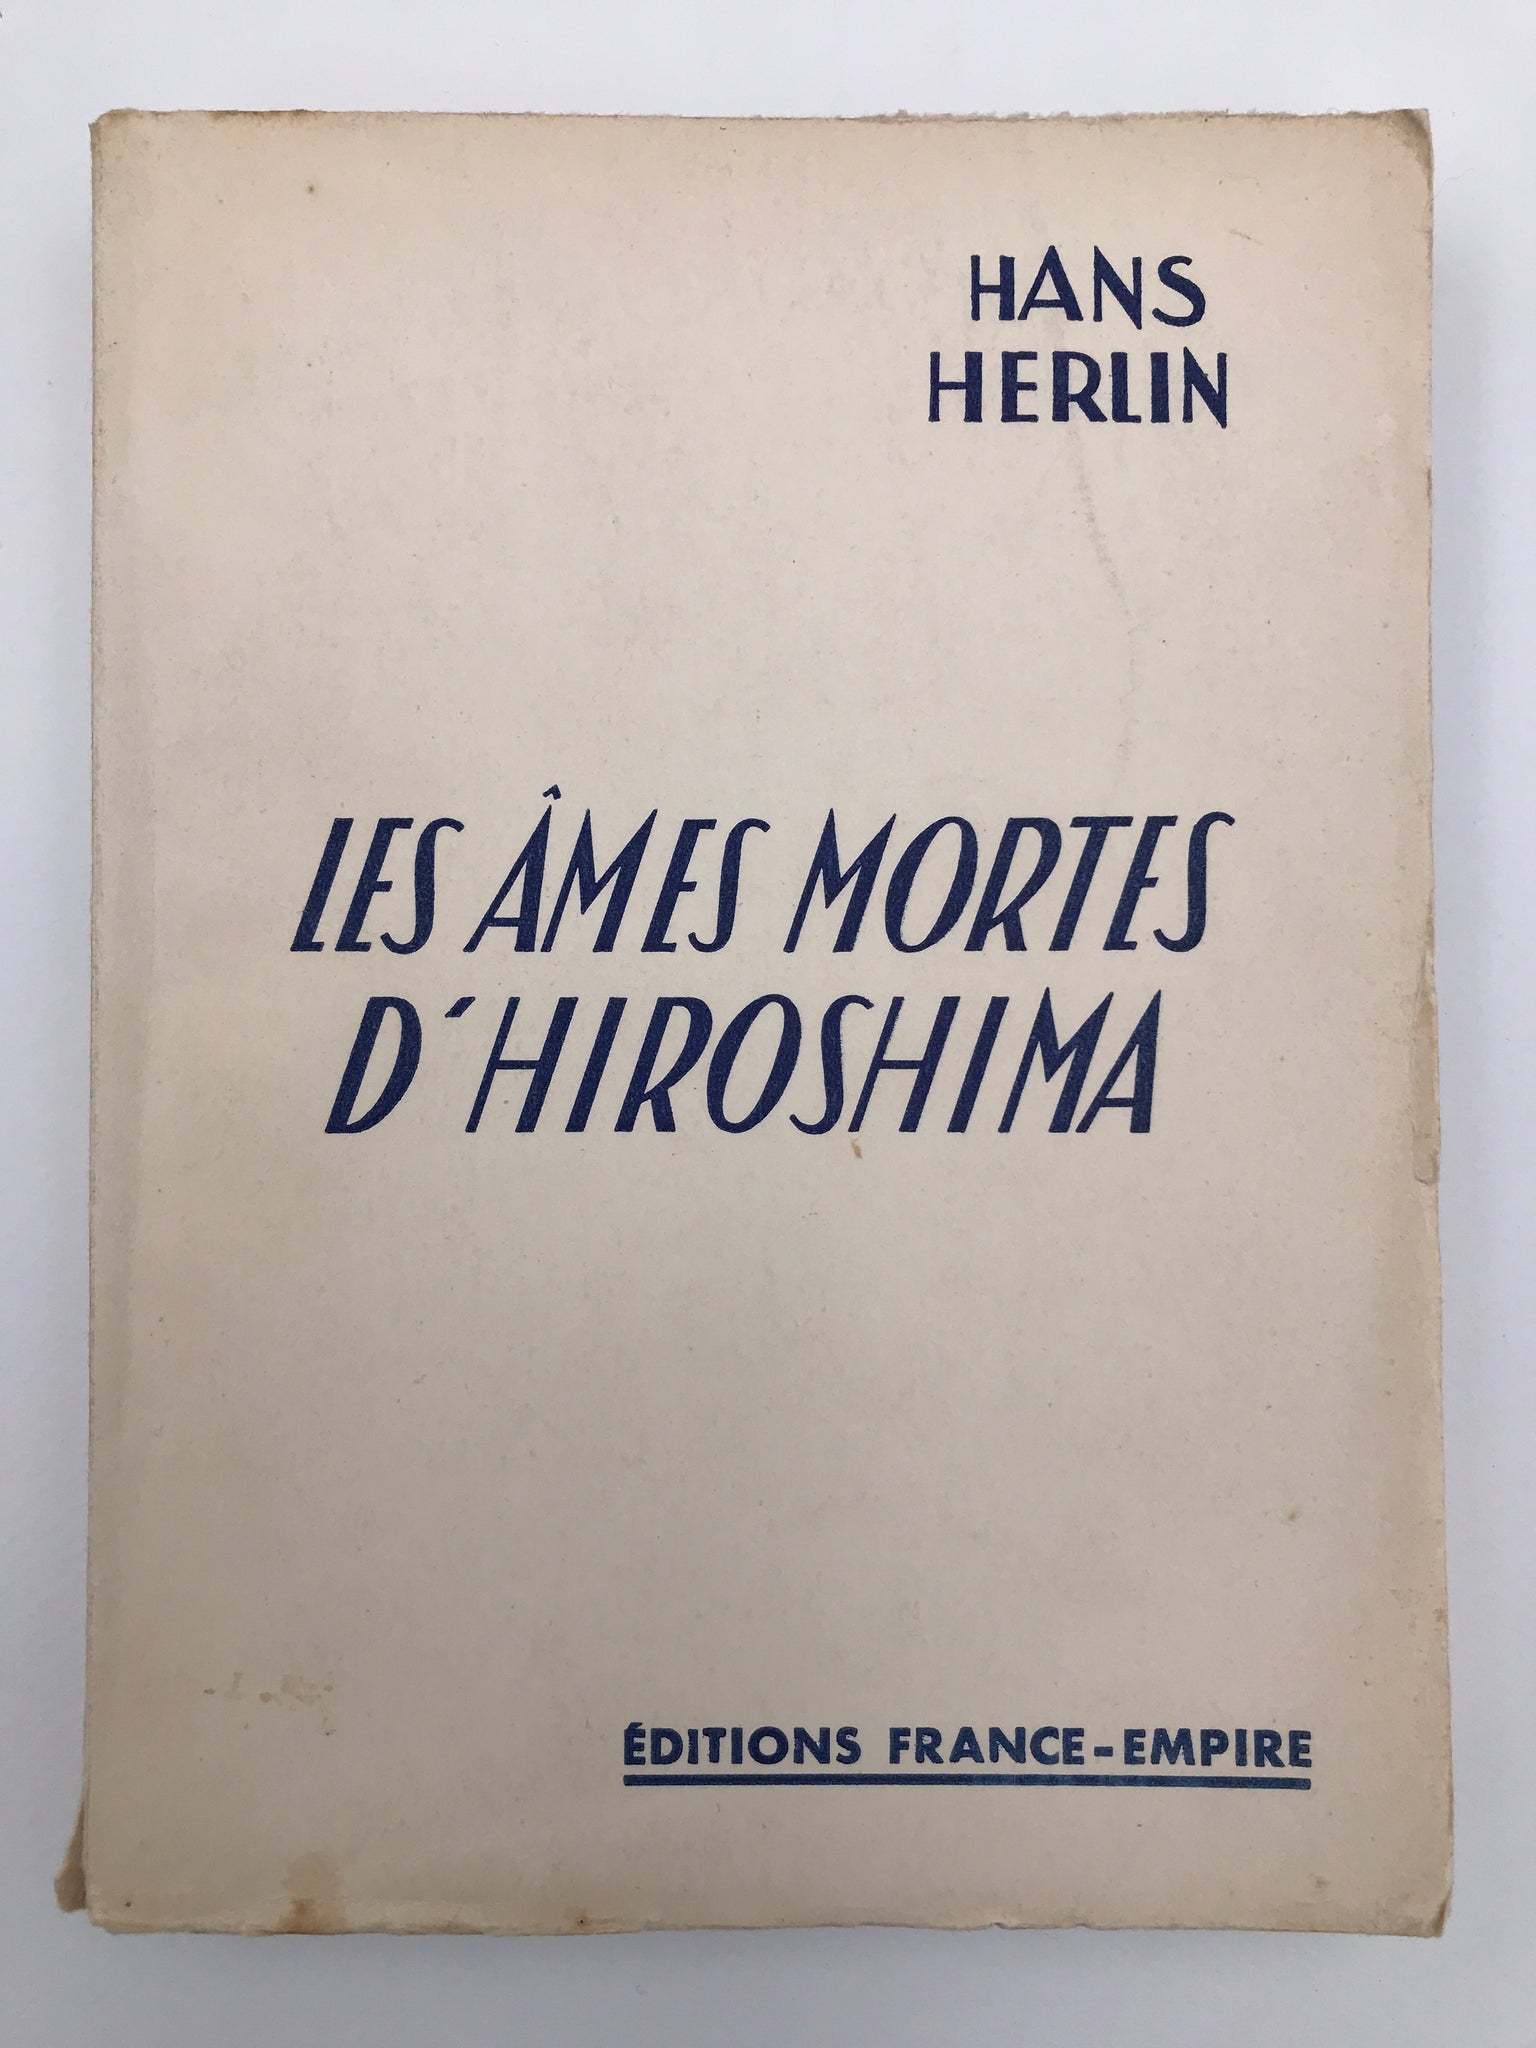 HANS
HERLIN
LES ÂMES MORTES
D'HIROSHIMA
ÉDITIONS FRANCE-EMPIRE